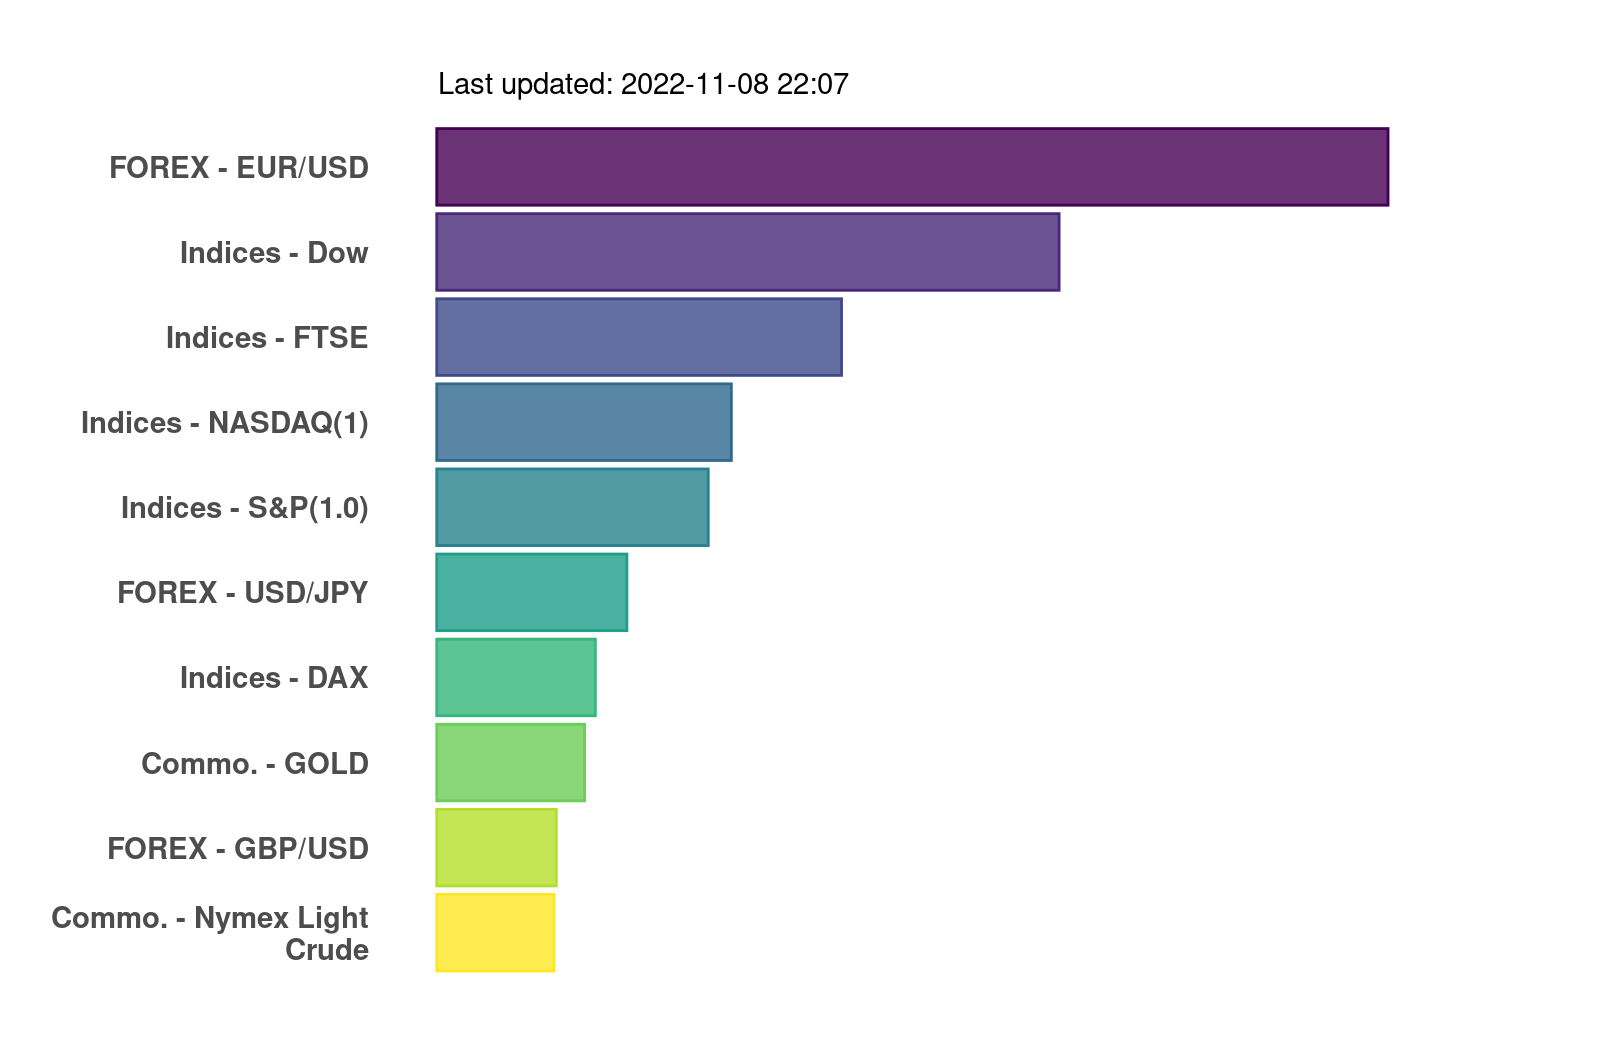 Last updated: 2022-11-08 22:07
FOREX - EUR/USD
Indices - Dow
Indices - FTSE
Indices - NASDAQ(1)
Indices - S&P(1.0)
FOREX - USD/JPY
Indices - DAX
Commo. - GOLD
FOREX - GBP/USD
Commo. - Nymex Light
Crude